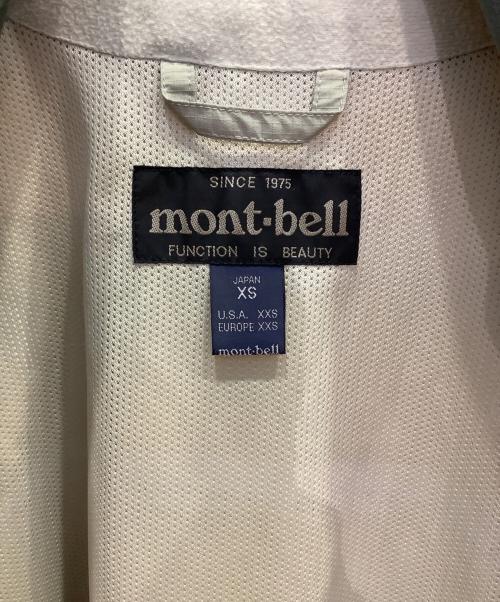 SINCE 1975
mont-bell
FUNCTION IS BEAUTY
JAPAN
XS
U.S.A. XXS
EUROPE XXS
mont-bell